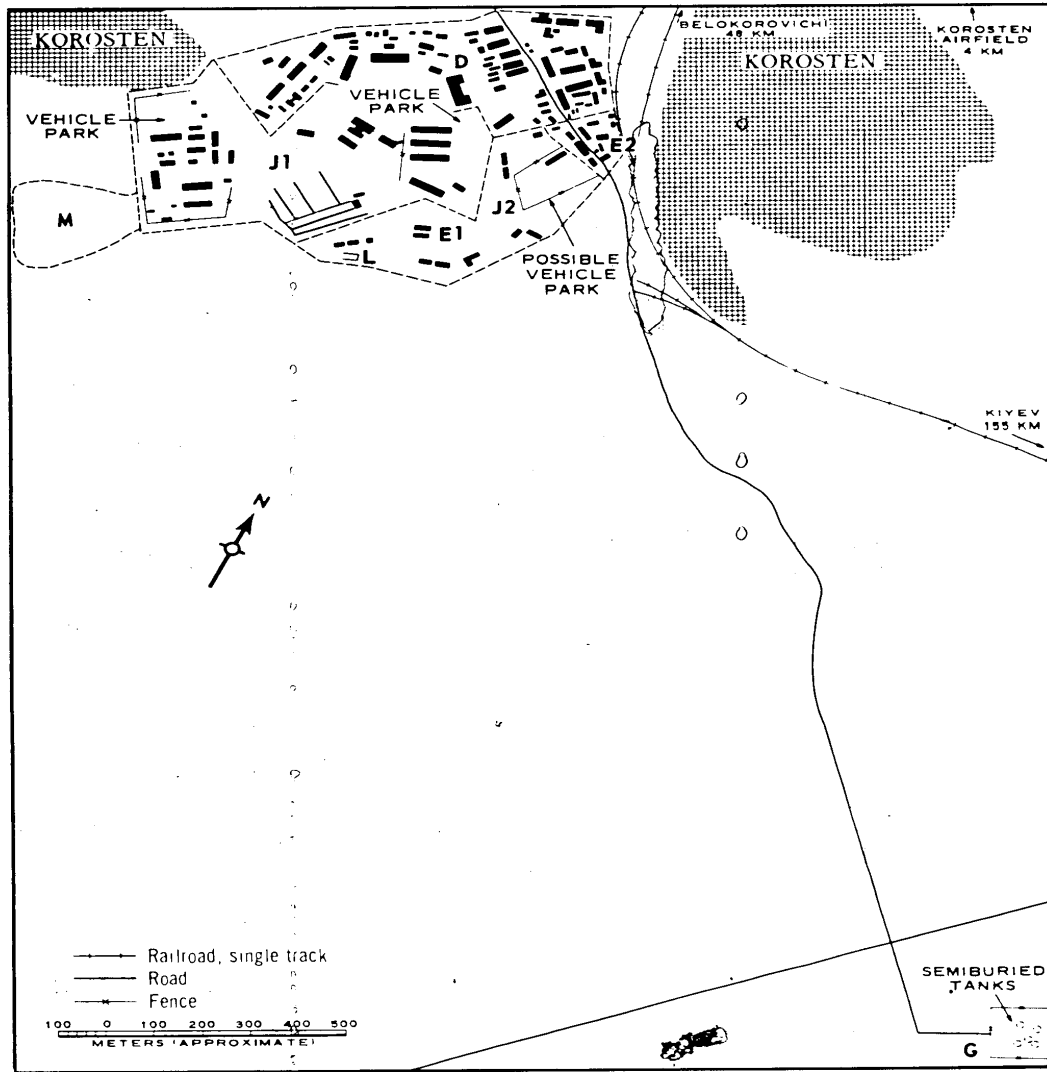 KOROSTEN
BELOKOROVICHI
48 KM
KOROSTEN
AIRFIELD
4 KM
KOROSTEN
D
VEHICLE
PARK
VEHICLE
PARK
J1
E2
M
J2
E1
L
POSSIBLE
VEHICLE
PARK
KIYEV
155 KM
N
Railroad, single track
Road
Fence
100 0 100 200 300 400 500
METERS (APPROXIMATE)
SEMIBURIED
TANKS
G